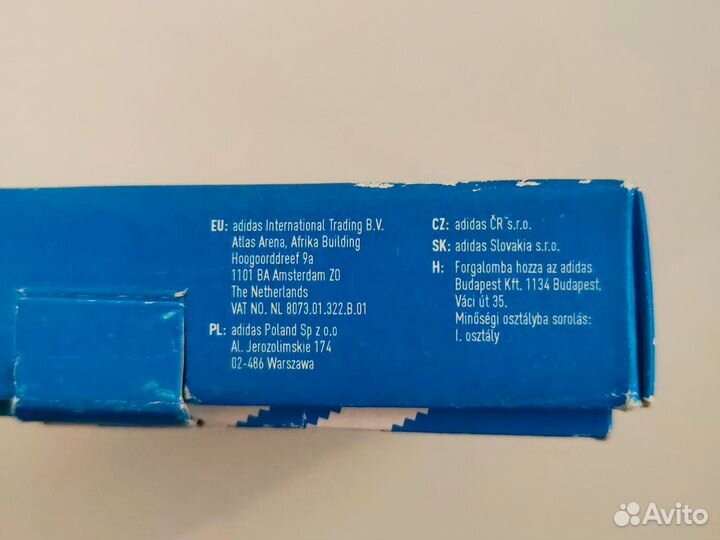 EU: adidas International Trading B.V.
Atlas Arena, Afrika Building
Hoogoorddreef 9a
1101 BA Amsterdam ZO
The Netherlands
VAT NO. NL 8073.01.322.B.01
PL: adidas Poland Sp z o.o
Al. Jerozolimskie 174
02-486 Warszawa
CZ: adidas ČR s.r.o.
SK: adidas Slovakia s.r.o.
H: Forgalomba hozza az adidas
Budapest Kft. 1134 Budapest,
Váci út 35.
Minőségi osztályba sorolás:
I. osztály
Avito